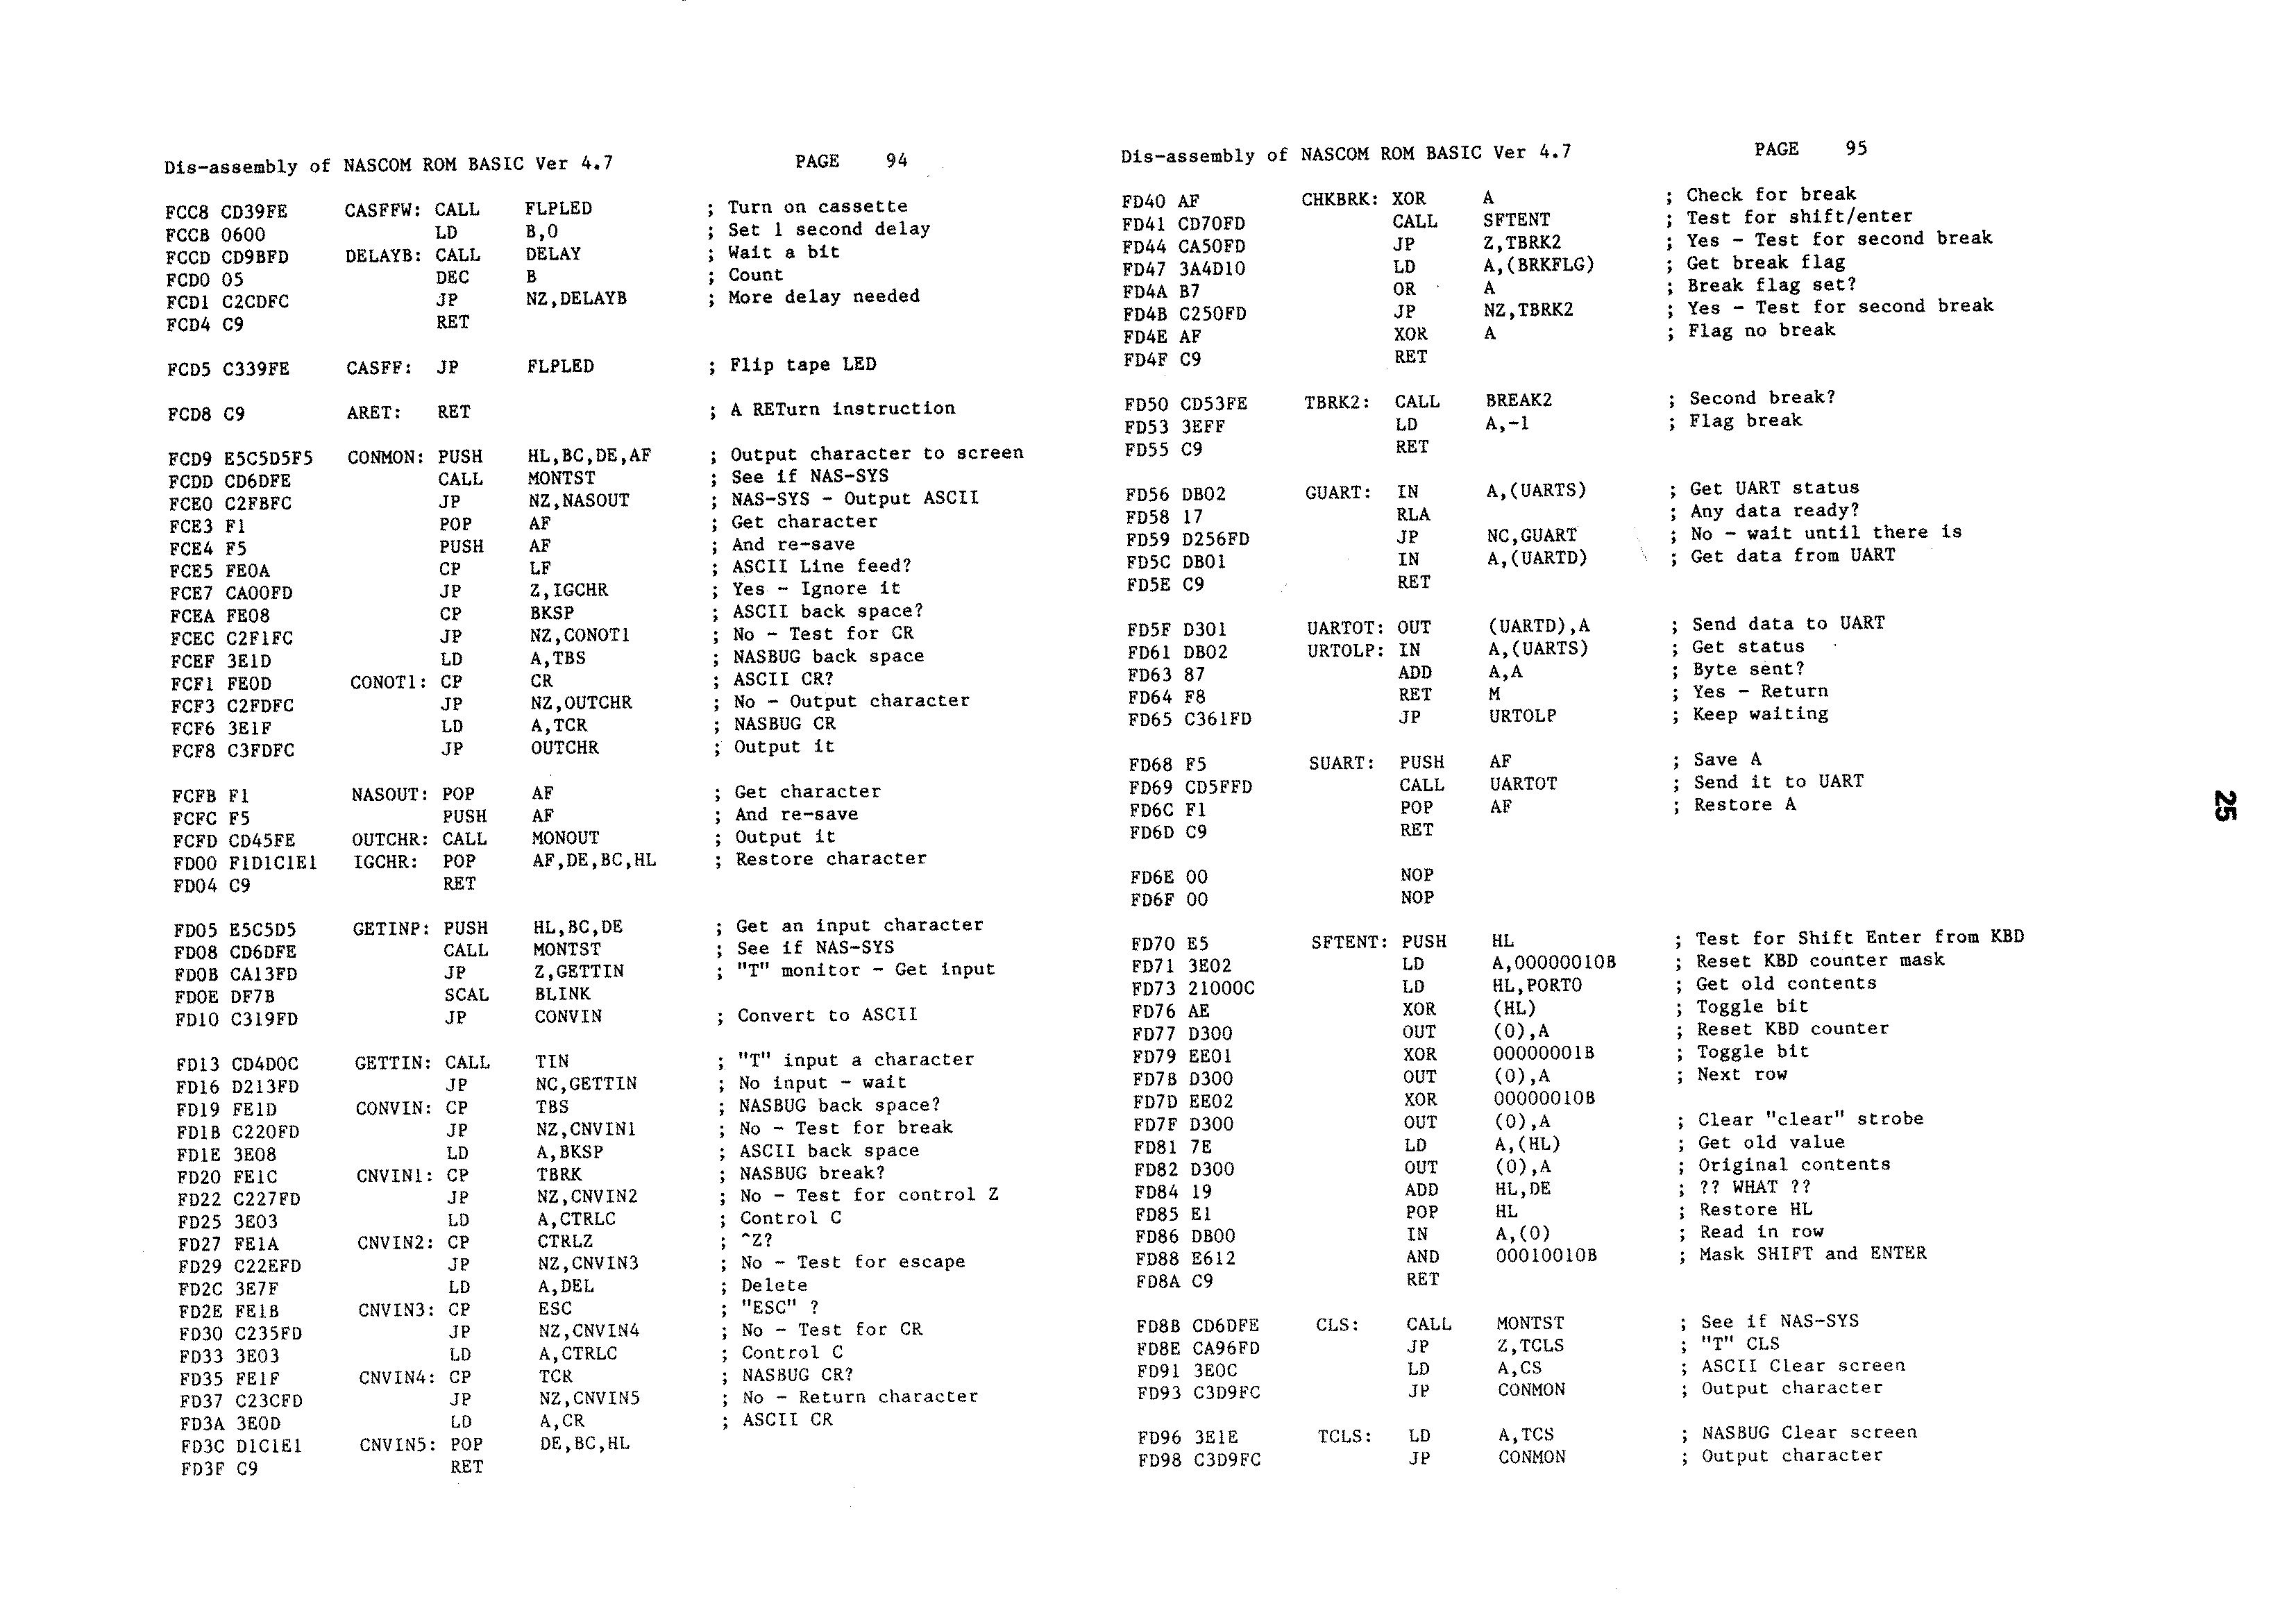 Dis-assembly of NASCOM ROM BASIC Ver 4.7 PAGE 94
FCC8 CD39FE CASFFW: CALL FLPLED ; Turn on cassette
FCCB 0600 LD B,0 ; Set 1 second delay
FCCD CD9BFD DELAYB: CALL DELAY ; Wait a bit
FCD0 05 DEC B ; Count
FCD1 C2CDFC JP NZ,DELAYB ; More delay needed
FCD4 C9 RET
FCD5 C339FE CASFF: JP FLPLED ; Flip tape LED
FCD8 C9 ARET: RET ; A RETurn instruction
FCD9 E5C5D5F5 CONMON: PUSH HL,BC,DE,AF ; Output character to screen
FCDD CD6DFE CALL MONTST ; See if NAS-SYS
FCE0 C2FBFC JP NZ,NASOUT ; NAS-SYS - Output ASCII
FCE3 F1 POP AF ; Get character
FCE4 F5 PUSH AF ; And re-save
FCE5 FE0A CP LF ; ASCII Line feed?
FCE7 CA00FD JP Z,IGCHR ; Yes - Ignore it
FCEA FE08 CP BKSP ; ASCII back space?
FCEC C2F1FC JP NZ,CONOT1 ; No - Test for CR
FCEF 3E1D LD A,TBS ; NASBUG back space
FCF1 FE0D CONOT1: CP CR ; ASCII CR?
FCF3 C2FDFC JP NZ,OUTCHR ; No - Output character
FCF6 3E1F LD A,TCR ; NASBUG CR
FCF8 C3FDFC JP OUTCHR ; Output it
FCFB F1 NASOUT: POP AF ; Get character
FCFC F5 PUSH AF ; And re-save
FCFD CD45FE OUTCHR: CALL MONOUT ; Output it
FD00 F1D1C1E1 IGCHR: POP AF,DE,BC,HL ; Restore character
FD04 C9 RET
FD05 E5C5D5 GETINP: PUSH HL,BC,DE ; Get an input character
FD08 CD6DFE CALL MONTST ; See if NAS-SYS
FD0B CA13FD JP Z,GETTIN ; "T" monitor - Get input
FD0E DF7B SCAL BLINK
FD10 C319FD JP CONVIN ; Convert to ASCII
FD13 CD4D0C GETTIN: CALL TIN ; "T" input a character
FD16 D213FD JP NC,GETTIN ; No input - wait
FD19 FE1D CONVIN: CP TBS ; NASBUG back space?
FD1B C220FD JP NZ,CNVIN1 ; No - Test for break
FD1E 3E08 LD A,BKSP ; ASCII back space
FD20 FE1C CNVIN1: CP TBRK ; NASBUG break?
FD22 C227FD JP NZ,CNVIN2 ; No - Test for control Z
FD25 3E03 LD A,CTRLC ; Control C
FD27 FE1A CNVIN2: CP CTRLZ ; ^Z?
FD29 C22EFD JP NZ,CNVIN3 ; No - Test for escape
FD2C 3E7F LD A,DEL ; Delete
FD2E FE1B CNVIN3: CP ESC ; "ESC" ?
FD30 C235FD JP NZ,CNVIN4 ; No - Test for CR
FD33 3E03 LD A,CTRLC ; Control C
FD35 FE1F CNVIN4: CP TCR ; NASBUG CR?
FD37 C23CFD JP NZ,CNVIN5 ; No - Return character
FD3A 3E0D LD A,CR ; ASCII CR
FD3C D1C1E1 CNVIN5: POP DE,BC,HL
FD3F C9 RET
Dis-assembly of NASCOM ROM BASIC Ver 4.7 PAGE 95
FD40 AF CHKBRK: XOR A ; Check for break
FD41 CD70FD CALL SFTENT ; Test for shift/enter
FD44 CA50FD JP Z,TBRK2 ; Yes - Test for second break
FD47 3A4D10 LD A,(BRKFLG) ; Get break flag
FD4A B7 OR A ; Break flag set?
FD4B C250FD JP NZ,TBRK2 ; Yes - Test for second break
FD4E AF XOR A ; Flag no break
FD4F C9 RET
FD50 CD53FE TBRK2: CALL BREAK2 ; Second break?
FD53 3EFF LD A,-1 ; Flag break
FD55 C9 RET
FD56 DB02 GUART: IN A,(UARTS) ; Get UART status
FD58 17 RLA ; Any data ready?
FD59 D256FD JP NC,GUART ; No - wait until there is
FD5C DB01 IN A,(UARTD) ; Get data from UART
FD5E C9 RET
FD5F D301 UARTOT: OUT (UARTD),A ; Send data to UART
FD61 DB02 URTOLP: IN A,(UARTS) ; Get status
FD63 87 ADD A,A ; Byte sent?
FD64 F8 RET M ; Yes - Return
FD65 C361FD JP URTOLP ; Keep waiting
FD68 F5 SUART: PUSH AF ; Save A
FD69 CD5FFD CALL UARTOT ; Send it to UART
FD6C F1 POP AF ; Restore A
FD6D C9 RET
FD6E 00 NOP
FD6F 00 NOP
FD70 E5 SFTENT: PUSH HL ; Test for Shift Enter from KBD
FD71 3E02 LD A,00000010B ; Reset KBD counter mask
FD73 21000C LD HL,PORT0 ; Get old contents
FD76 AE XOR (HL) ; Toggle bit
FD77 D300 OUT (0),A ; Reset KBD counter
FD79 EE01 XOR 00000001B ; Toggle bit
FD7B D300 OUT (0),A ; Next row
FD7D EE02 XOR 00000010B
FD7F D300 OUT (0),A ; Clear "clear" strobe
FD81 7E LD A,(HL) ; Get old value
FD82 D300 OUT (0),A ; Original contents
FD84 19 ADD HL,DE ; ?? WHAT ??
FD85 E1 POP HL ; Restore HL
FD86 DB00 IN A,(0) ; Read in row
FD88 E612 AND 00010010B ; Mask SHIFT and ENTER
FD8A C9 RET
FD8B CD6DFE CLS: CALL MONTST ; See if NAS-SYS
FD8E CA96FD JP Z,TCLS ; "T" CLS
FD91 3E0C LD A,CS ; ASCII Clear screen
FD93 C3D9FC JP CONMON ; Output character
FD96 3E1E TCLS: LD A,TCS ; NASBUG Clear screen
FD98 C3D9FC JP CONMON ; Output character
25